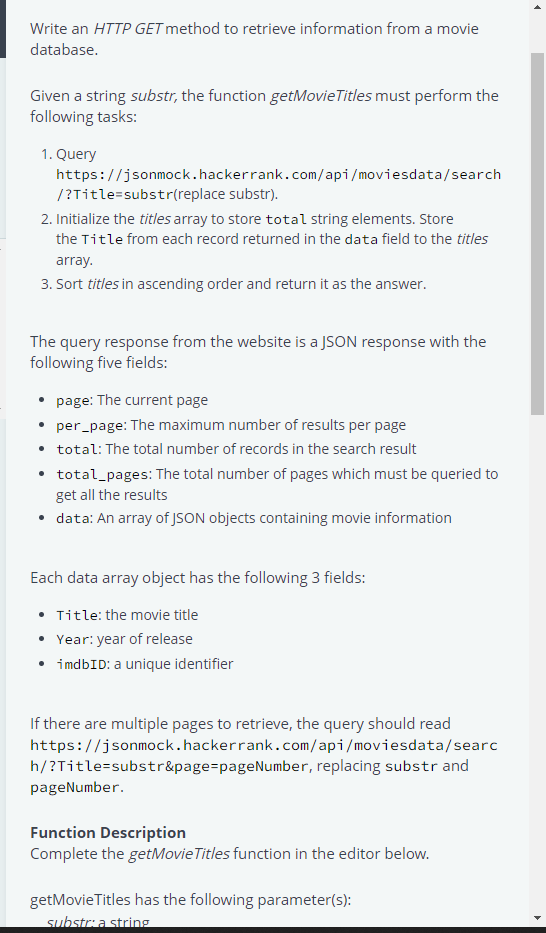 Write an HTTP GET method to retrieve information from a movie
database.
Given a string substr, the function getMovieTitles must perform the
following tasks:
1. Query
https://jsonmock.hackerrank.com/api/moviesdata/search
/?Title=substr(replace substr).
2. Initialize the titles array to store total string elements. Store
the Title from each record returned in the data field to the titles
array.
3. Sort titles in ascending order and return it as the answer.
The query response from the website is a JSON response with the
following five fields:
• page: The current page
• per_page: The maximum number of results per page
• total: The total number of records in the search result
• total_pages: The total number of pages which must be queried to
get all the results
• data: An array of JSON objects containing movie information
Each data array object has the following 3 fields:
• Title: the movie title
• Year: year of release
• imdbID: a unique identifier
If there are multiple pages to retrieve, the query should read
https://jsonmock.hackerrank.com/api/moviesdata/searc
h/?Title=substr&page=pageNumber, replacing substr and
pageNumber.
Function Description
Complete the getMovieTitles function in the editor below.
getMovieTitles has the following parameter(s):
substr: a string